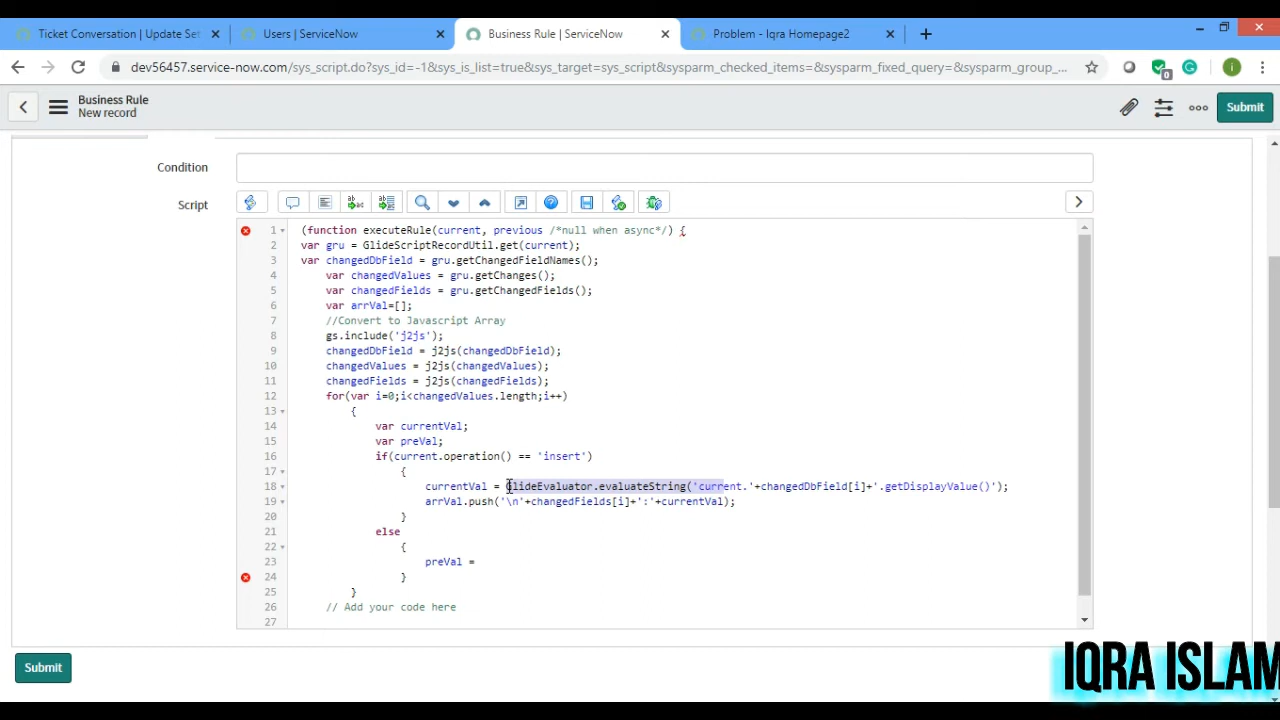 Ticket Conversation | Update Set
Users | ServiceNow
Business Rule | ServiceNow
Problem - Iqra Homepage2
dev56457.service-now.com/sys_script.do?sys_id=-1&sys_is_list=true&sys_target=sys_script&sysparm_checked_items=&sysparm_fixed_query=&sysparm_group_...
0
i
Business Rule
New record
Submit
Condition
Script
1 (function executeRule(current, previous /*null when async*/) {
2 var gru = GlideScriptRecordUtil.get(current);
3 var changedDbField = gru.getChangedFieldNames();
4 var changedValues = gru.getChanges();
5 var changedFields = gru.getChangedFields();
6 var arrVal=[];
7 //Convert to Javascript Array
8 gs.include('j2js');
9 changedDbField = j2js(changedDbField);
10 changedValues = j2js(changedValues);
11 changedFields = j2js(changedFields);
12 for(var i=0;i<changedValues.length;i++)
13 {
14 var currentVal;
15 var preVal;
16 if(current.operation() == 'insert')
17 {
18 currentVal = GlideEvaluator.evaluateString('current.'+changedDbField[i]+'.getDisplayValue()');
19 arrVal.push('\n'+changedFields[i]+':'+currentVal);
20 }
21 else
22 {
23 preVal =
24 }
25 }
26 // Add your code here
27
Submit
IQRA ISLAM